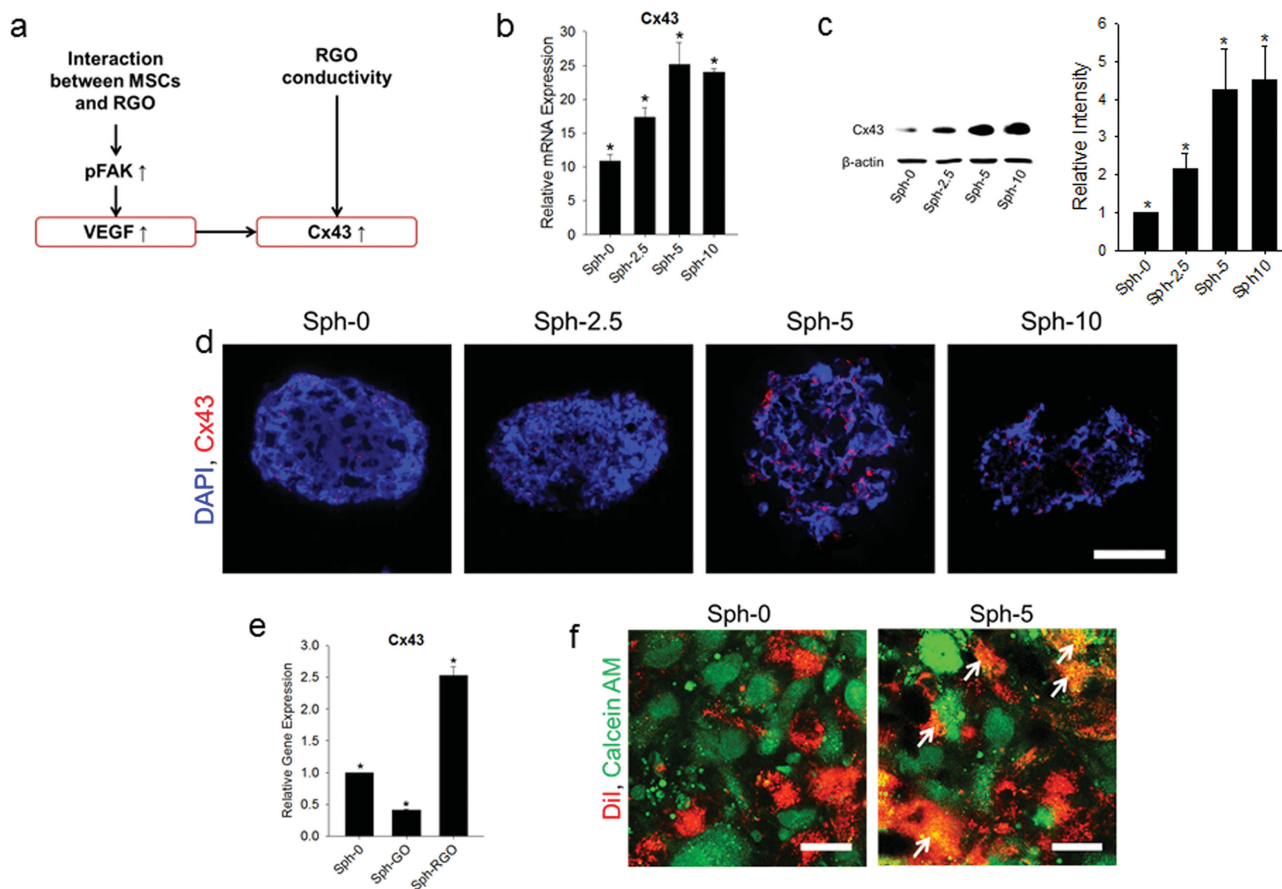 a
Interaction
between MSCs
and RGO
RGO
conductivity
pFAK ↑
VEGF ↑
Cx43 ↑
b
Cx43
Relative mRNA Expression
30
25
20
15
10
5
0
*
*
*
*
Sph-0
Sph-2.5
Sph-5
Sph-10
c
Cx43
β-actin
Sph-0
Sph-2.5
Sph-5
Sph-10
Relative Intensity
6
5
4
3
2
1
0
*
*
*
*
Sph-0
Sph-2.5
Sph-5
Sph10
d
Sph-0
Sph-2.5
Sph-5
Sph-10
DAPI, Cx43
e
Cx43
Relative Gene Expression
3.0
2.5
2.0
1.5
1.0
0.5
0.0
*
*
*
Sph-0
Sph-GO
Sph-RGO
f
Sph-0
Sph-5
DiI, Calcein AM